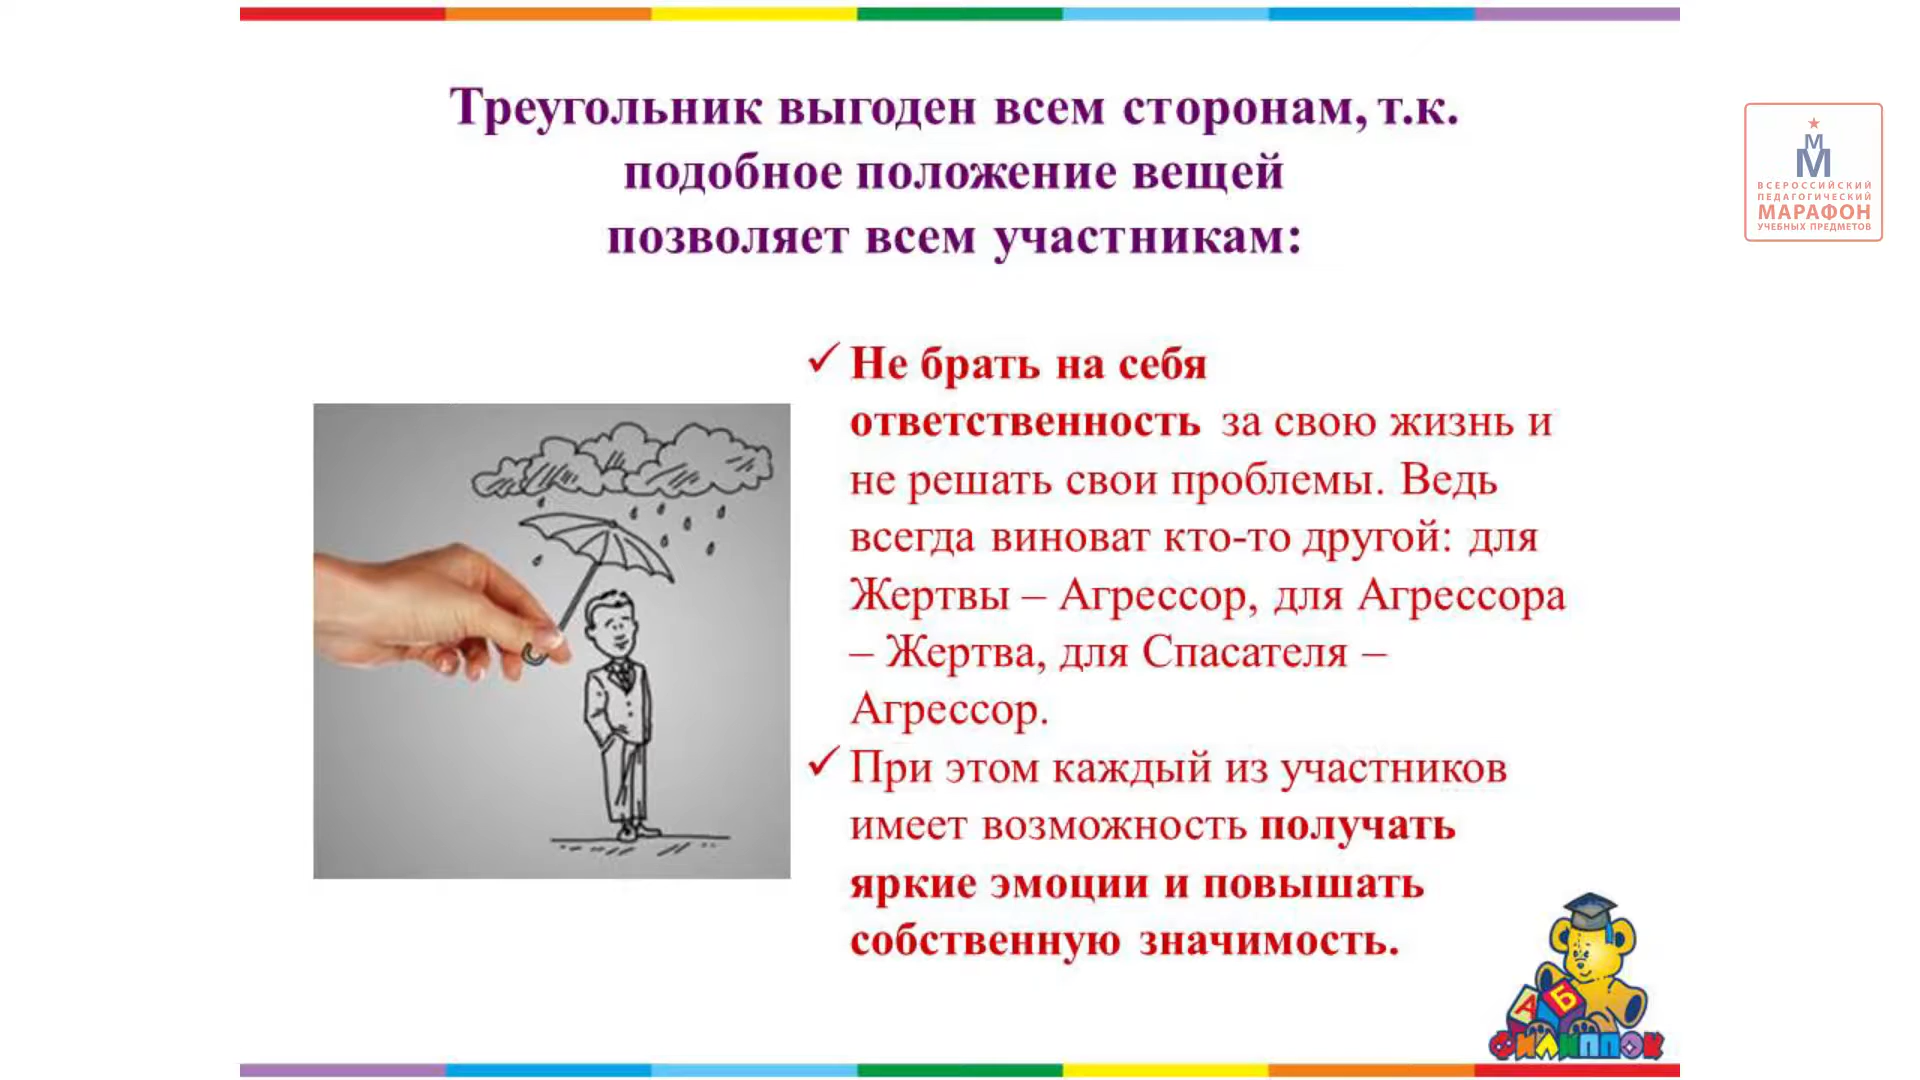 Треугольник выгоден всем сторонам, т.к.
подобное положение вещей
позволяет всем участникам:
М
М
ВСЕРОССИЙСКИЙ
ПЕДАГОГИЧЕСКИЙ
МАРАФОН
УЧЕБНЫХ ПРЕДМЕТОВ
✓ Не брать на себя
ответственность за свою жизнь и
не решать свои проблемы. Ведь
всегда виноват кто-то другой: для
Жертвы – Агрессор, для Агрессора
– Жертва, для Спасателя –
Агрессор.
✓ При этом каждый из участников
имеет возможность получать
яркие эмоции и повышать
собственную значимость.
А Б
ФИЛИППОК